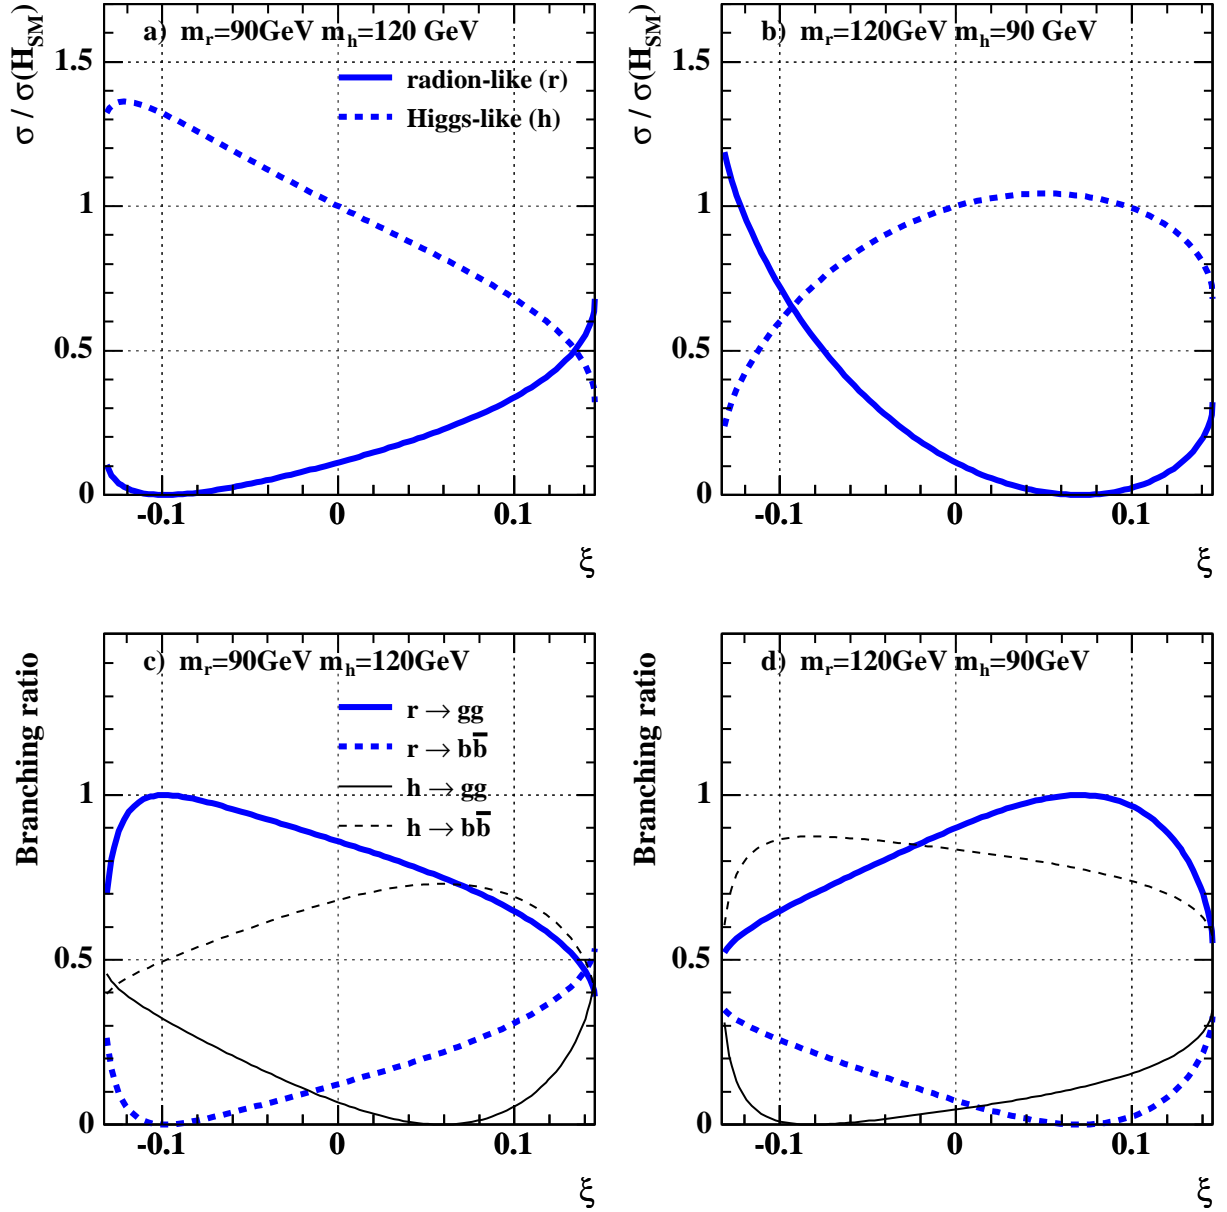 σ / σ(H_SM)
a) m_r=90GeV m_h=120 GeV
radion-like (r)
Higgs-like (h)
1.5
1
0.5
0
-0.1 0 0.1
ξ
σ / σ(H_SM)
b) m_r=120GeV m_h=90 GeV
1.5
1
0.5
0
-0.1 0 0.1
ξ
Branching ratio
c) m_r=90GeV m_h=120GeV
r → gg
r → bb̄
h → gg
h → bb̄
1
0.5
0
-0.1 0 0.1
ξ
Branching ratio
d) m_r=120GeV m_h=90GeV
1
0.5
0
-0.1 0 0.1
ξ